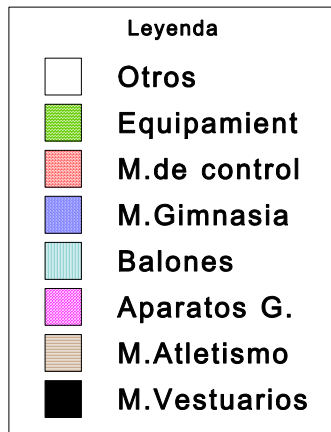 Leyenda
Otros
Equipamient
M.de control
M.Gimnasia
Balones
Aparatos G.
M.Atletismo
M.Vestuarios